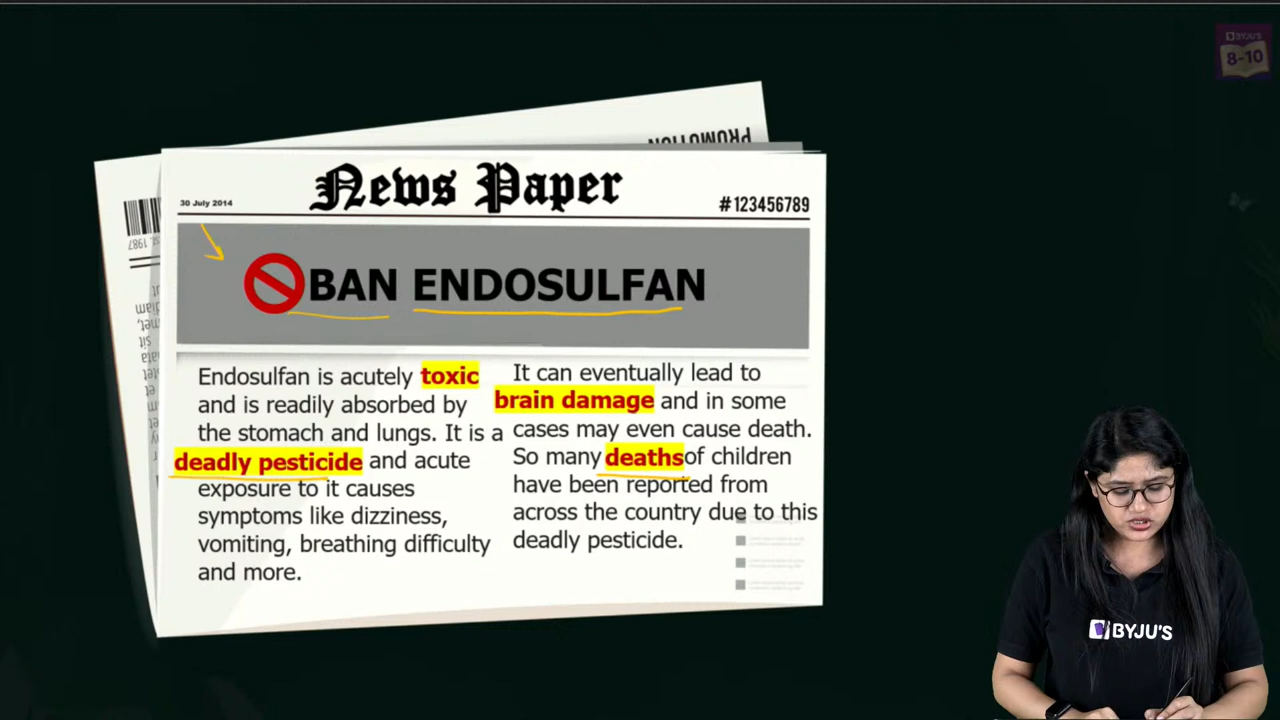 BYJU'S
8-10
PROMOTION
News Paper
30 July 2014
#123456789
1987
BAN ENDOSULFAN
Endosulfan is acutely toxic
and is readily absorbed by
the stomach and lungs. It is a
deadly pesticide and acute
exposure to it causes
symptoms like dizziness,
vomiting, breathing difficulty
and more.
It can eventually lead to
brain damage and in some
cases may even cause death.
So many deaths of children
have been reported from
across the country due to this
deadly pesticide.
BYJU'S